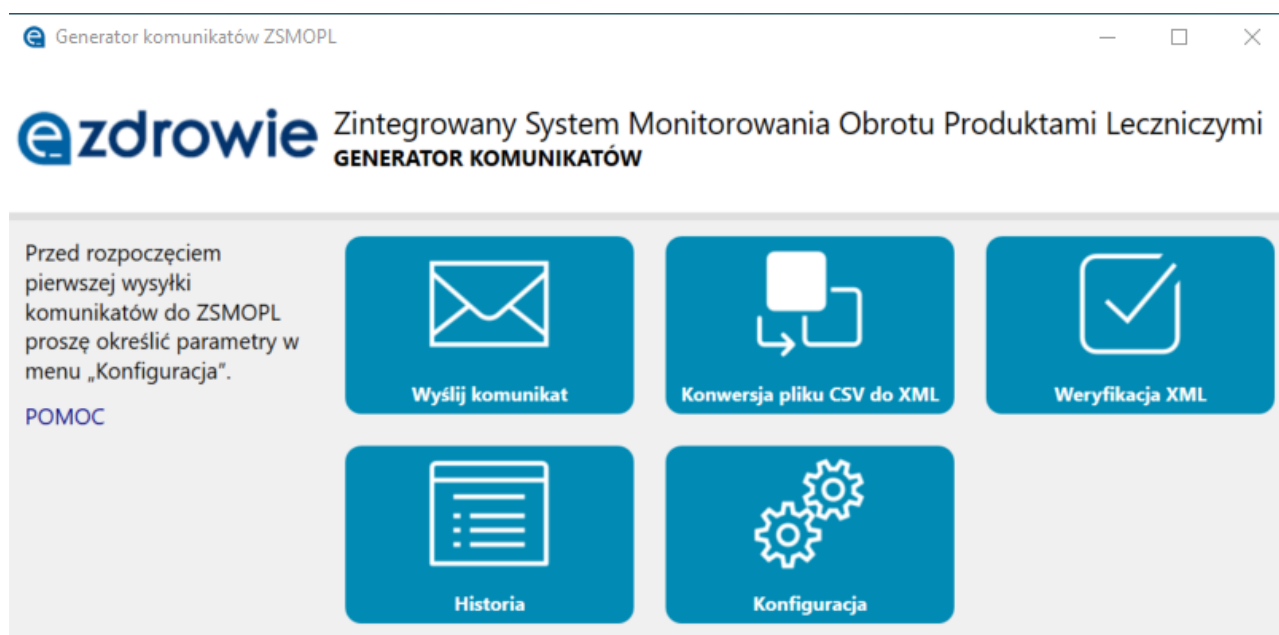 Generator komunikatów ZSMOPL
ezdrowie
Zintegrowany System Monitorowania Obrotu Produktami Leczniczymi
GENERATOR KOMUNIKATÓW
Przed rozpoczęciem
pierwszej wysyłki
komunikatów do ZSMOPL
proszę określić parametry w
menu „Konfiguracja”.
POMOC
Wyślij komunikat
Konwersja pliku CSV do XML
Weryfikacja XML
Historia
Konfiguracja